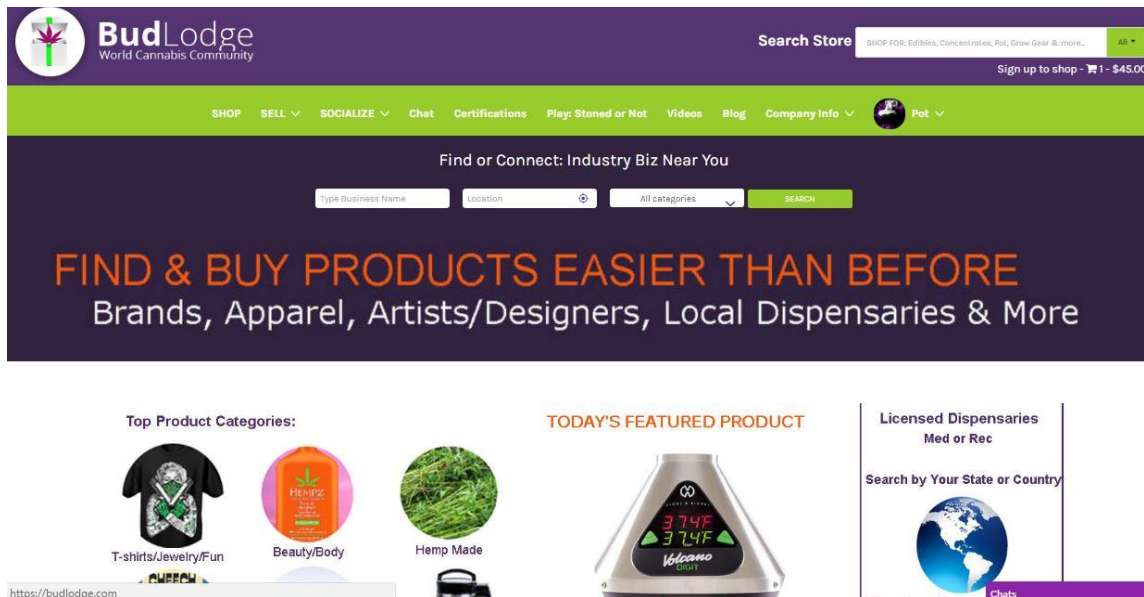 BudLodge
World Cannabis Community
Search Store
SHOP FOR: Edibles, Concentrates, Pot, Grow Gear & more..
All
Sign up to shop - 1 - $45.00
SHOP SELL SOCIALIZE Chat Certifications Play: Stoned or Not Videos Blog Company Info Pot
Find or Connect: Industry Biz Near You
Type Business Name
Location
All categories
SEARCH
FIND & BUY PRODUCTS EASIER THAN BEFORE
Brands, Apparel, Artists/Designers, Local Dispensaries & More
Top Product Categories:
HEMPZ
T-shirts/Jewelry/Fun
Beauty/Body
Hemp Made
CHEECH
TODAY'S FEATURED PRODUCT
374F
374F
Volcano
DIGIT
Licensed Dispensaries
Med or Rec
Search by Your State or Country
Chats
https://budlodge.com